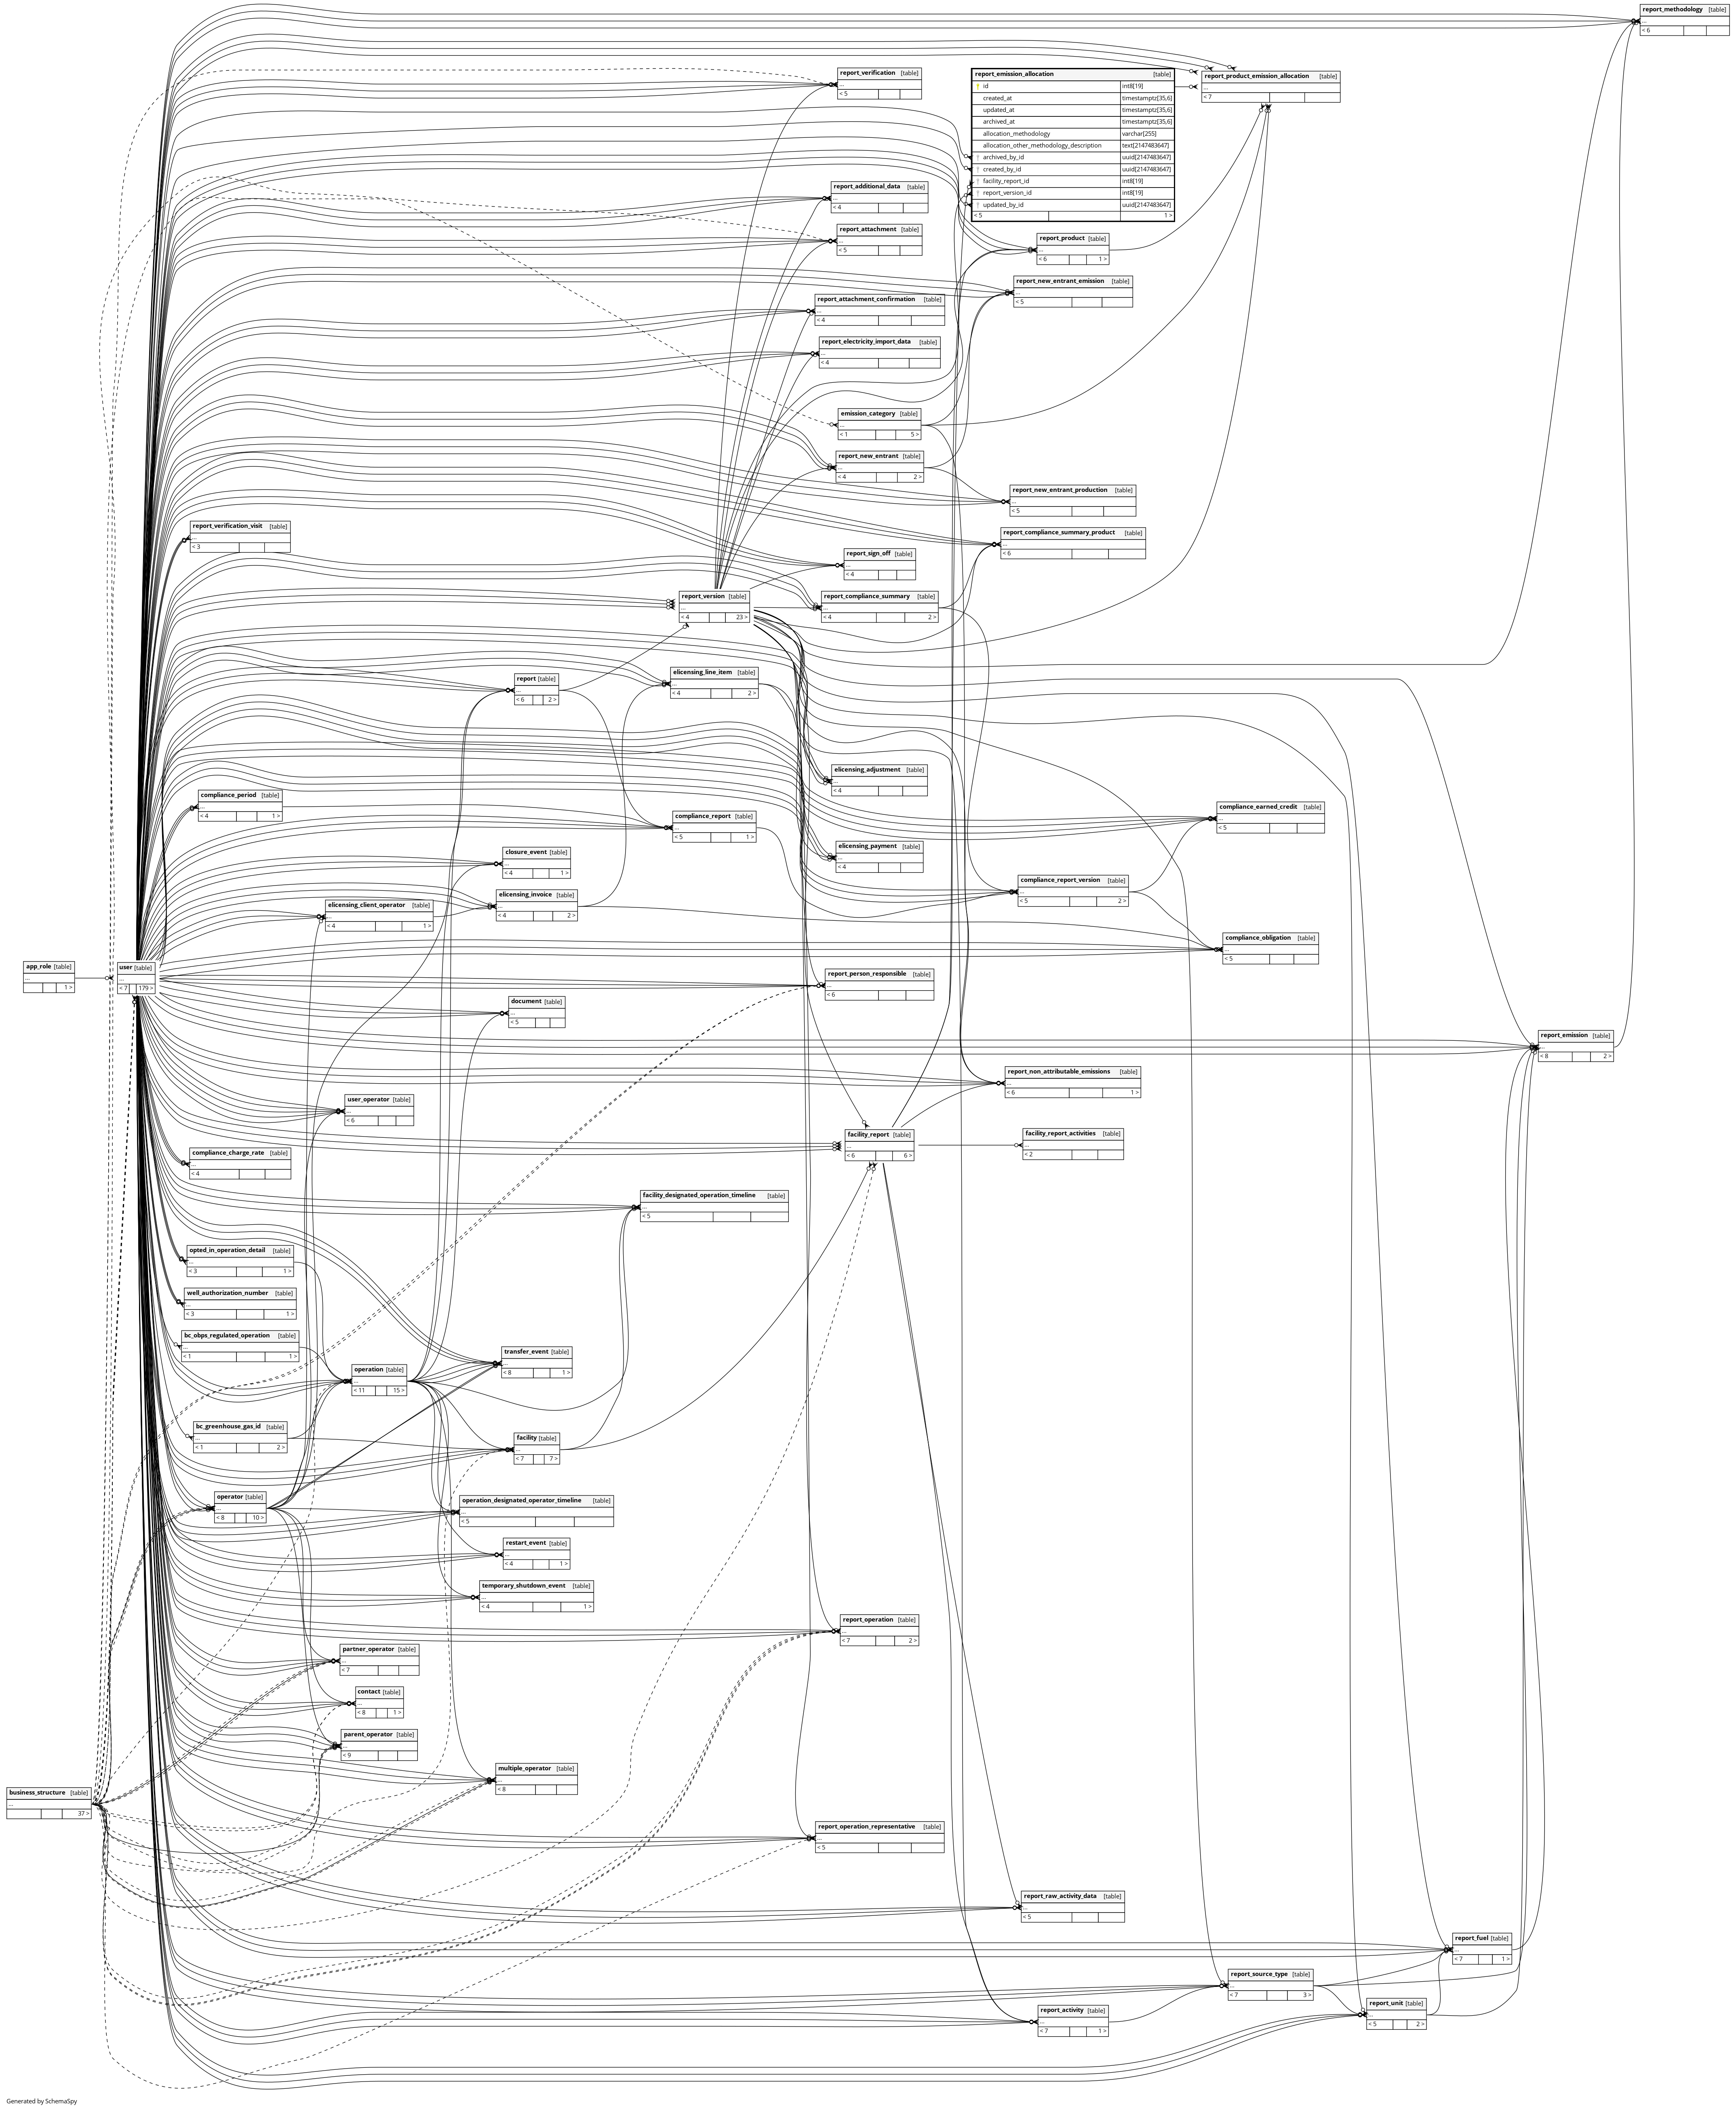 report_methodology [table]
...
< 6
report_verification [table]
...
< 5
report_emission_allocation [table]
id int8[19]
created_at timestamptz[35,6]
updated_at timestamptz[35,6]
archived_at timestamptz[35,6]
allocation_methodology varchar[255]
allocation_other_methodology_description text[2147483647]
archived_by_id uuid[2147483647]
created_by_id uuid[2147483647]
facility_report_id int8[19]
report_version_id int8[19]
updated_by_id uuid[2147483647]
< 5 1 >
report_product_emission_allocation [table]
...
< 7
report_additional_data [table]
...
< 4
report_attachment [table]
...
< 5
report_product [table]
...
< 6 1 >
report_new_entrant_emission [table]
...
< 5
report_attachment_confirmation [table]
...
< 4
report_electricity_import_data [table]
...
< 4
emission_category [table]
...
< 1 5 >
report_new_entrant [table]
...
< 4 2 >
report_new_entrant_production [table]
...
< 5
report_verification_visit [table]
...
< 3
report_compliance_summary_product [table]
...
< 6
report_sign_off [table]
...
< 4
report_version [table]
...
< 4 23 >
report_compliance_summary [table]
...
< 4 2 >
report [table]
...
< 6 2 >
elicensing_line_item [table]
...
< 4 2 >
elicensing_adjustment [table]
...
< 4
compliance_period [table]
...
< 4 1 >
compliance_report [table]
...
< 5 1 >
compliance_earned_credit [table]
...
< 5
closure_event [table]
...
< 4 1 >
elicensing_payment [table]
...
< 4
compliance_report_version [table]
...
< 5 2 >
elicensing_invoice [table]
...
< 4 2 >
elicensing_client_operator [table]
...
< 4 1 >
compliance_obligation [table]
...
< 5
app_role [table]
...
1 >
user [table]
...
< 7 179 >
report_person_responsible [table]
...
< 6
document [table]
...
< 5
report_emission [table]
...
< 8 2 >
report_non_attributable_emissions [table]
...
< 6 1 >
user_operator [table]
...
< 6
facility_report [table]
...
< 6 6 >
facility_report_activities [table]
...
< 2
compliance_charge_rate [table]
...
< 4
facility_designated_operation_timeline [table]
...
< 5
opted_in_operation_detail [table]
...
< 3 1 >
well_authorization_number [table]
...
< 3 1 >
bc_obps_regulated_operation [table]
...
< 1 1 >
transfer_event [table]
...
< 8 1 >
operation [table]
...
< 11 15 >
bc_greenhouse_gas_id [table]
...
< 1 2 >
facility [table]
...
< 7 7 >
operator [table]
...
< 8 10 >
operation_designated_operator_timeline [table]
...
< 5
restart_event [table]
...
< 4 1 >
temporary_shutdown_event [table]
...
< 4 1 >
report_operation [table]
...
< 7 2 >
partner_operator [table]
...
< 7
contact [table]
...
< 8 1 >
parent_operator [table]
...
< 9
multiple_operator [table]
...
< 8
business_structure [table]
...
37 >
report_operation_representative [table]
...
< 5
report_raw_activity_data [table]
...
< 5
report_fuel [table]
...
< 7 1 >
report_source_type [table]
...
< 7 3 >
report_unit [table]
...
< 5 2 >
report_activity [table]
...
< 7 1 >
Generated by SchemaSpy